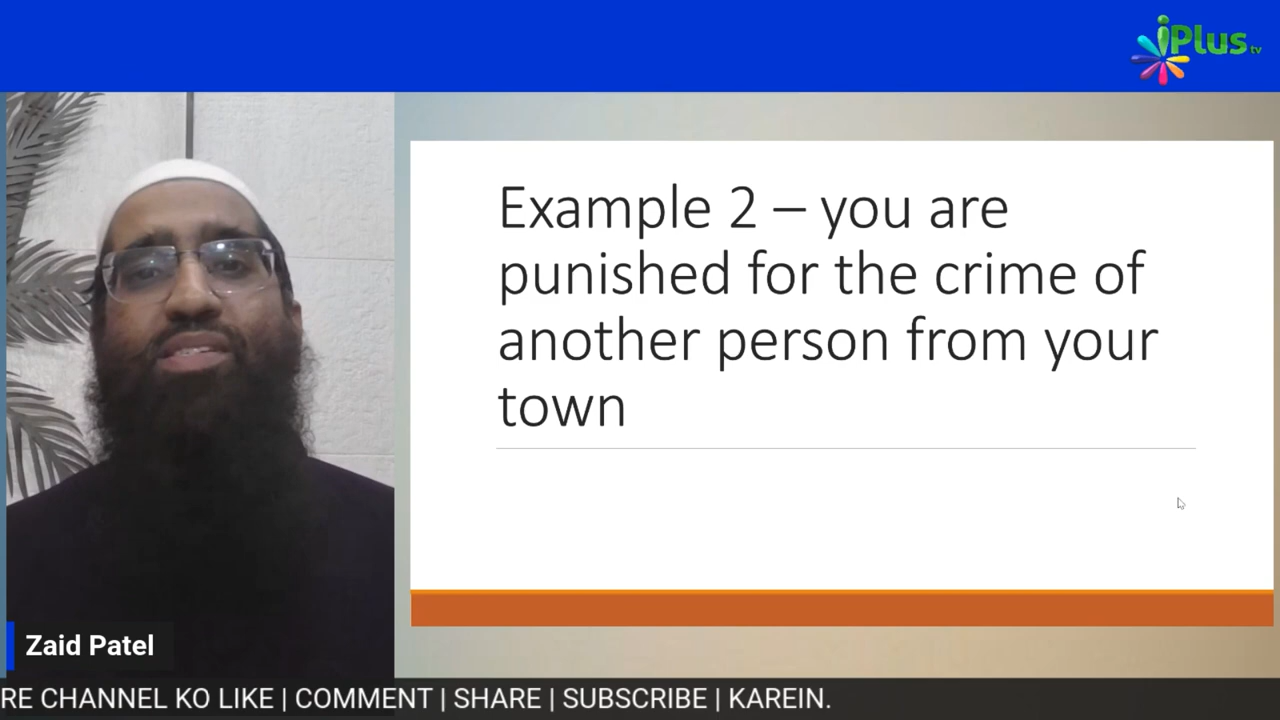 iPlus tv
Example 2 – you are
punished for the crime of
another person from your
town
Zaid Patel
RE CHANNEL KO LIKE | COMMENT | SHARE | SUBSCRIBE | KAREIN.